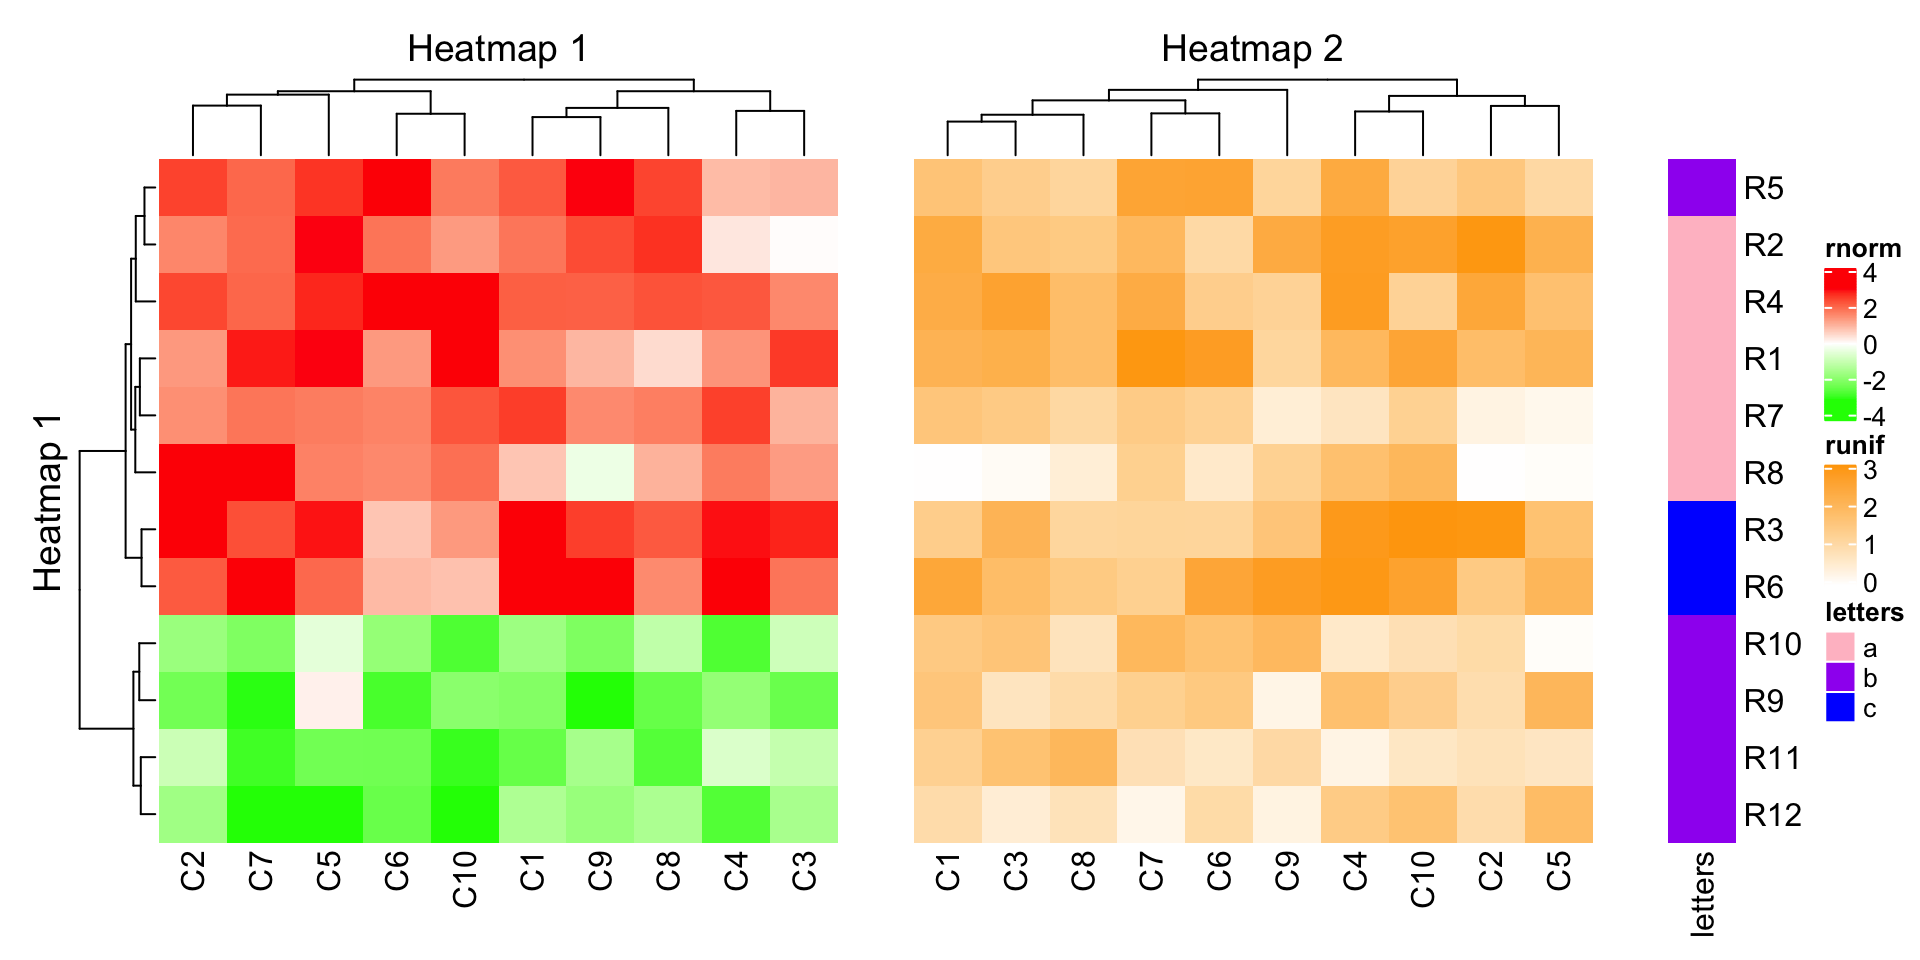 Heatmap 1
Heatmap 2
Heatmap 1
R5
R2
R4
R1
R7
R8
R3
R6
R10
R9
R11
R12
C2 C7 C5 C6 C10 C1 C9 C8 C4 C3
C1 C3 C8 C7 C6 C9 C4 C10 C2 C5
letters
rnorm
4
2
0
-2
-4
runif
3
2
1
0
letters
a
b
c